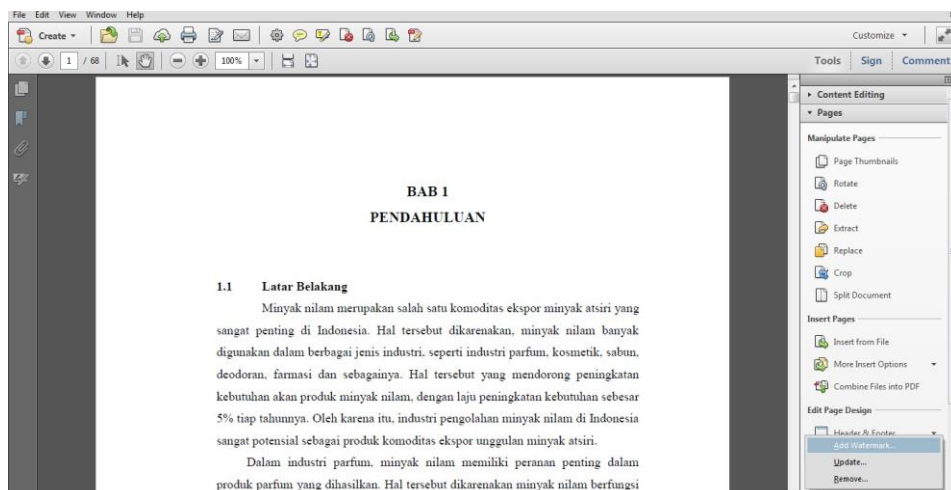 File Edit View Window Help
Create
Customize
1 / 68
100%
Tools Sign Comment
Content Editing
Pages
Manipulate Pages
Page Thumbnails
Rotate
Delete
Extract
Replace
Crop
Split Document
Insert Pages
Insert from File
More Insert Options
Combine Files into PDF
Edit Page Design
Header & Footer
Add Watermark...
Update...
Remove...
BAB 1
PENDAHULUAN
1.1 Latar Belakang
Minyak nilam merupakan salah satu komoditas ekspor minyak atsiri yang
sangat penting di Indonesia. Hal tersebut dikarenakan, minyak nilam banyak
digunakan dalam berbagai jenis industri, seperti industri parfum, kosmetik, sabun,
deodoran, farmasi dan sebagainya. Hal tersebut yang mendorong peningkatan
kebutuhan akan produk minyak nilam, dengan laju peningkatan kebutuhan sebesar
5% tiap tahunnya. Oleh karena itu, industri pengolahan minyak nilam di Indonesia
sangat potensial sebagai produk komoditas ekspor unggulan minyak atsiri.
Dalam industri parfum, minyak nilam memiliki peranan penting dalam
produk parfum yang dihasilkan. Hal tersebut dikarenakan minyak nilam berfungsi